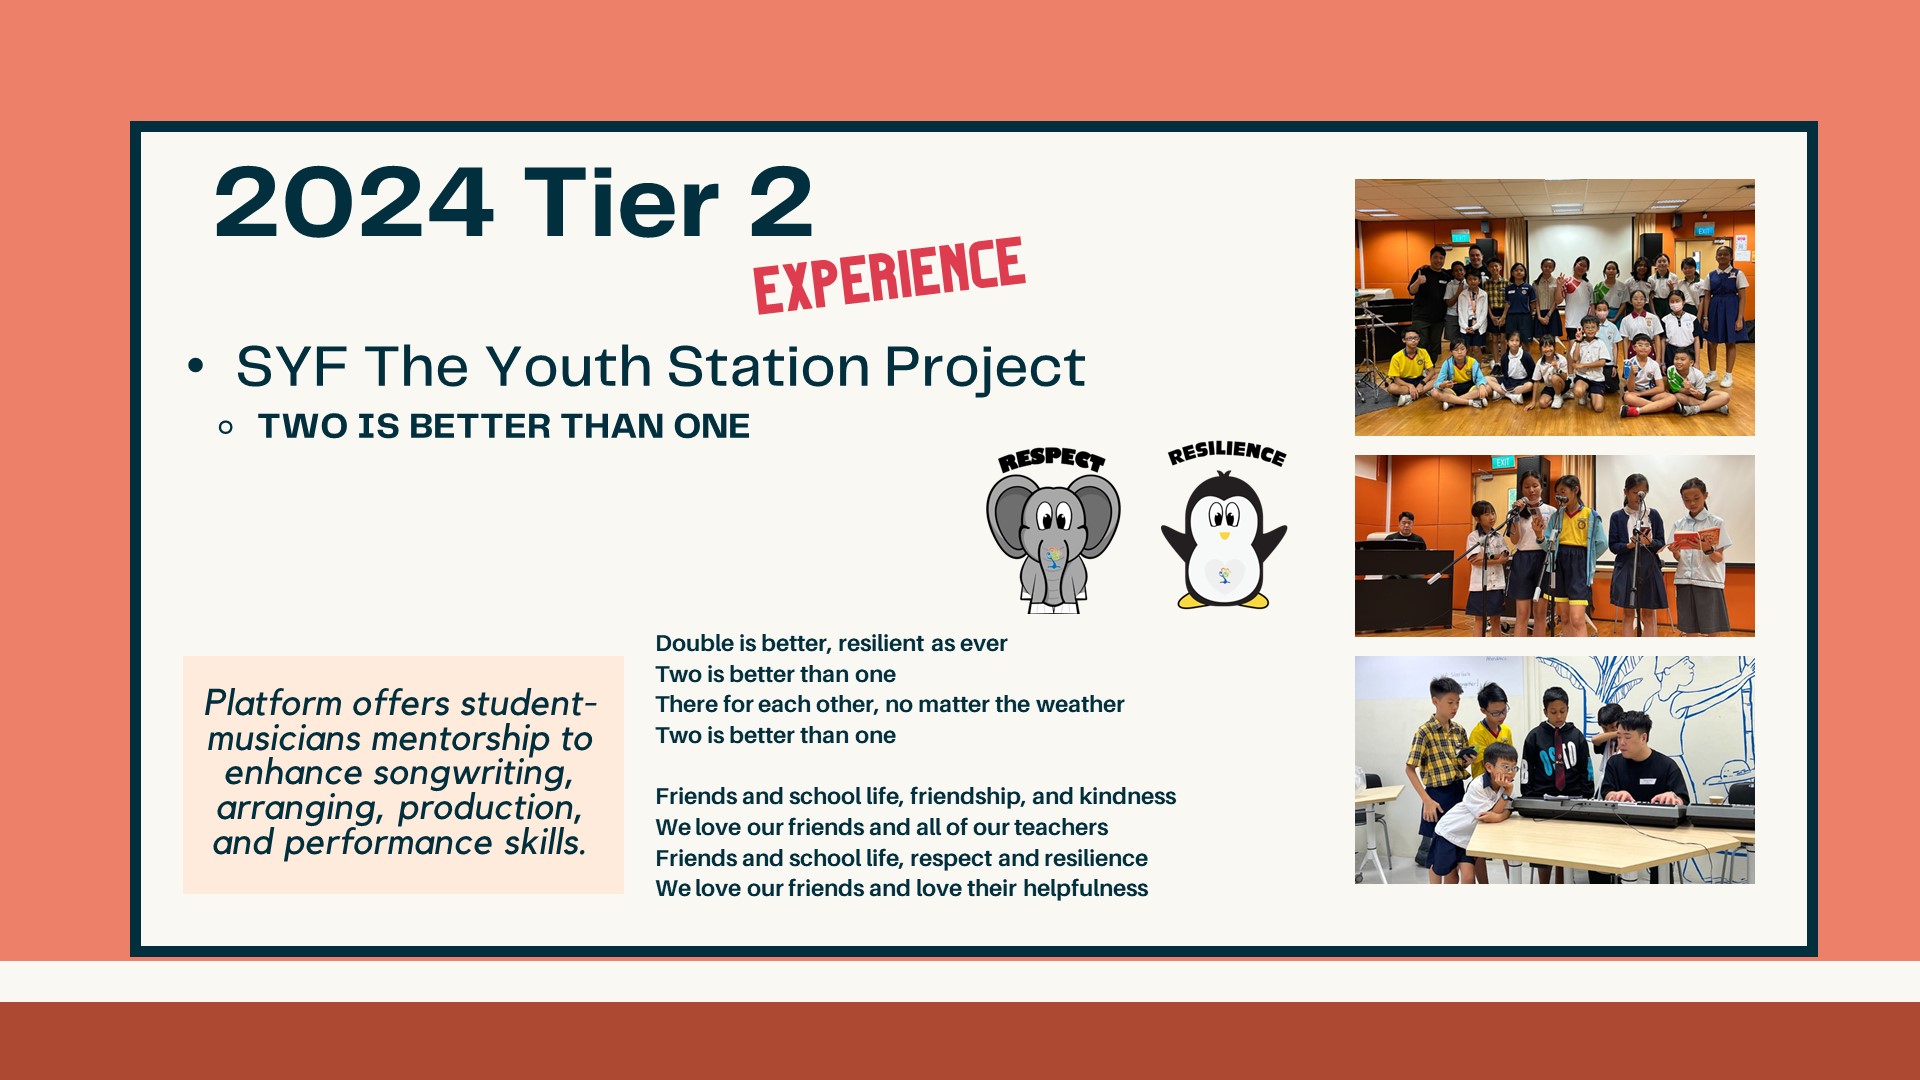 2024 Tier 2
EXPERIENCE
• SYF The Youth Station Project
TWO IS BETTER THAN ONE
RESPECT
RESILIENCE
Platform offers student-
musicians mentorship to
enhance songwriting,
arranging, production,
and performance skills.
Double is better, resilient as ever
Two is better than one
There for each other, no matter the weather
Two is better than one
Friends and school life, friendship, and kindness
We love our friends and all of our teachers
Friends and school life, respect and resilience
We love our friends and love their helpfulness
EXIT
EXIT
EXIT